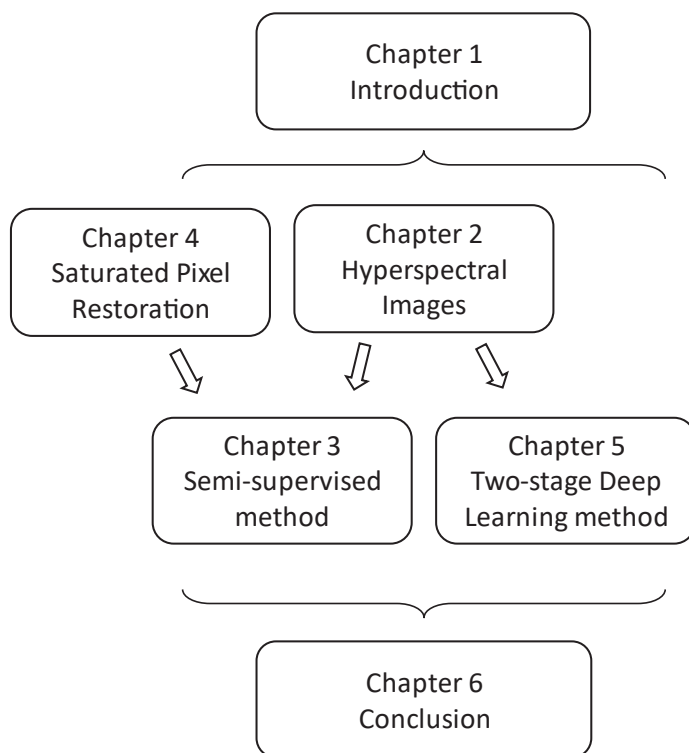 Chapter 1
Introduction
Chapter 4
Saturated Pixel
Restoration
Chapter 2
Hyperspectral
Images
Chapter 3
Semi-supervised
method
Chapter 5
Two-stage Deep
Learning method
Chapter 6
Conclusion